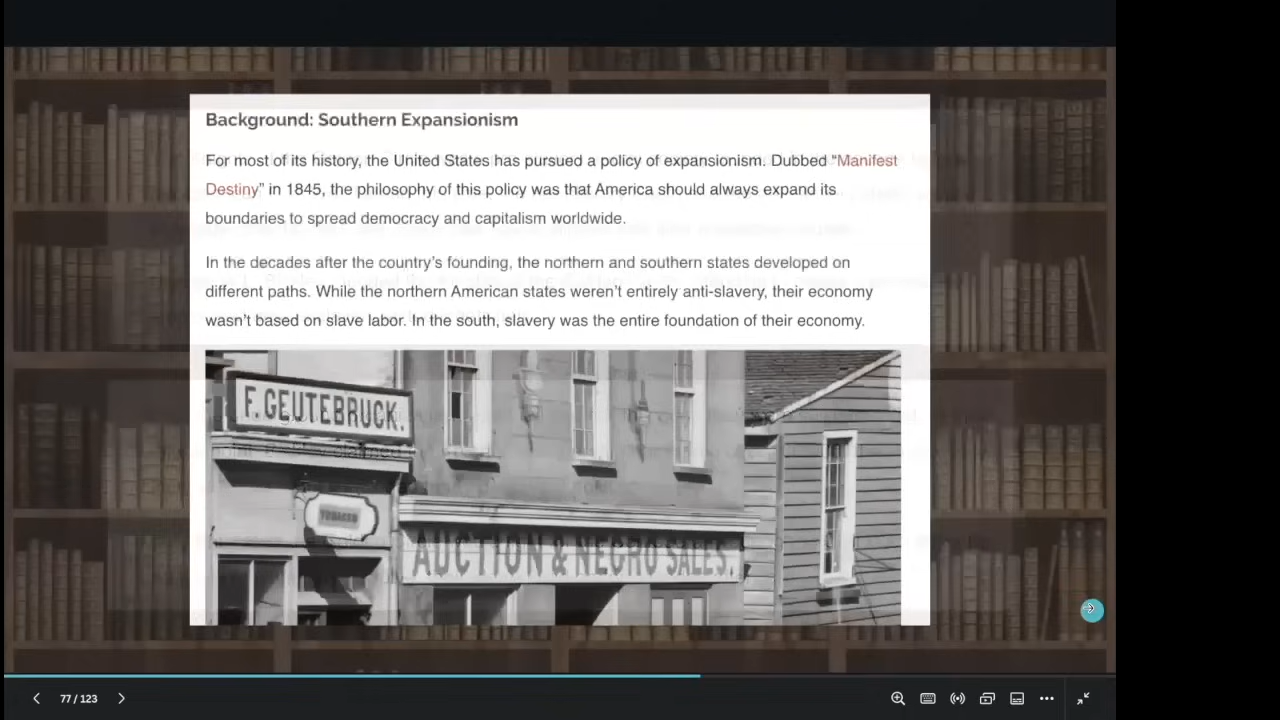 Background: Southern Expansionism
For most of its history, the United States has pursued a policy of expansionism. Dubbed “Manifest
Destiny” in 1845, the philosophy of this policy was that America should always expand its
boundaries to spread democracy and capitalism worldwide.
In the decades after the country’s founding, the northern and southern states developed on
different paths. While the northern American states weren’t entirely anti-slavery, their economy
wasn’t based on slave labor. In the south, slavery was the entire foundation of their economy.
F. GEUTEBRUCK.
TOBACCO
AUCTION & NEGRO SALES.
77 / 123